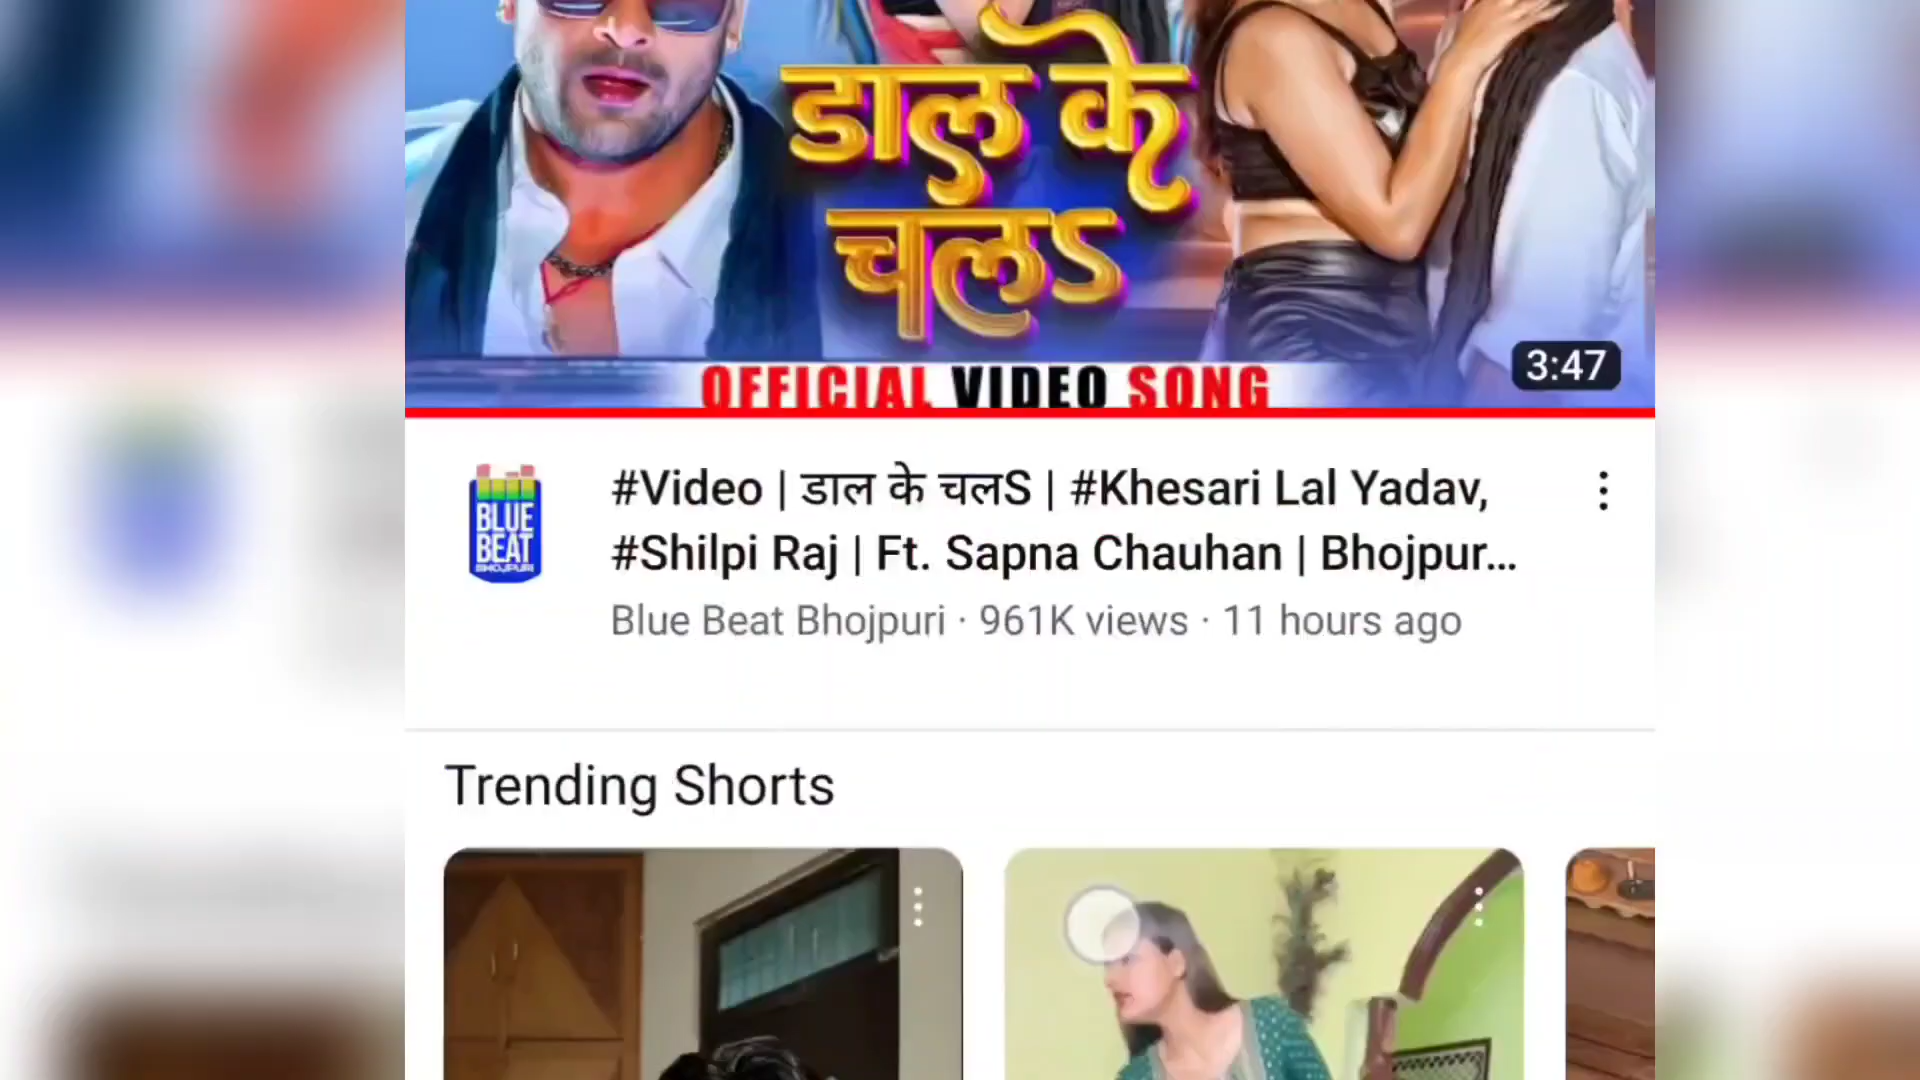 डाल के
चलऽ
OFFICIAL VIDEO SONG
3:47
BLUE
BEAT
BHOJPURI
#Video | डाल के चलS | #Khesari Lal Yadav,
#Shilpi Raj | Ft. Sapna Chauhan | Bhojpur...
Blue Beat Bhojpuri · 961K views · 11 hours ago
Trending Shorts